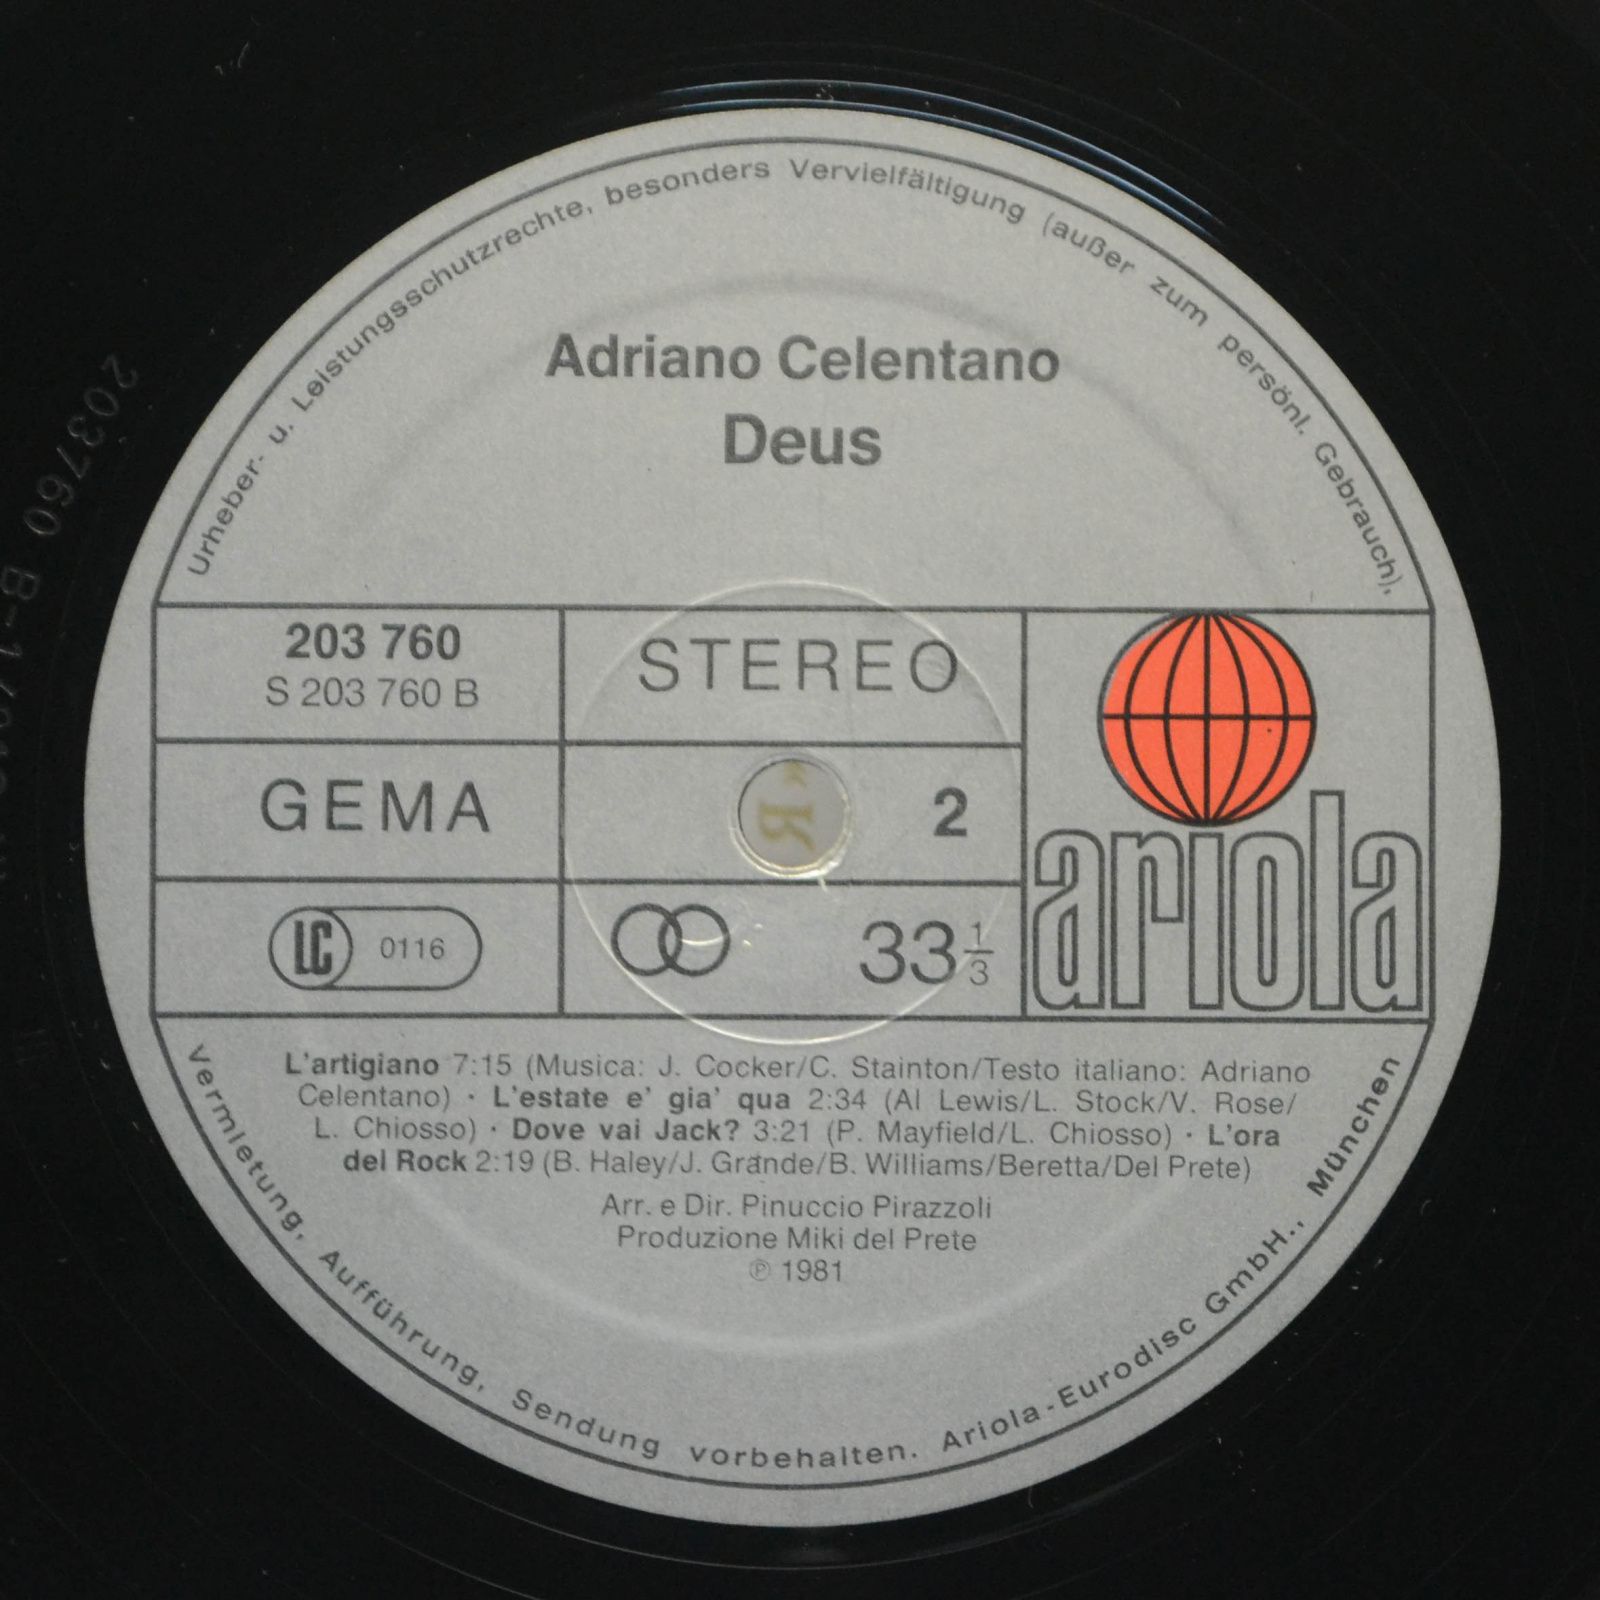 Urheber- u. Leistungsschutzrechte, besonders Vervielfältigung (außer zum persönl. Gebrauch),
Adriano Celentano
Deus
203 760
S 203 760 B
STEREO
GEMA
2
LC 0116
33 1/3
ariola
L'artigiano 7:15 (Musica: J. Cocker/C. Stainton/Testo italiano: Adriano
Celentano) · L'estate e' gia' qua 2:34 (Al Lewis/L. Stock/V. Rose/
L. Chiosso) · Dove vai Jack? 3:21 (P. Mayfield/L. Chiosso) · L'ora
del Rock 2:19 (B. Haley/J. Grande/B. Williams/Beretta/Del Prete)
Arr. e Dir. Pinuccio Pirazzoli
Produzione Miki del Prete
℗ 1981
Vermietung, Aufführung, Sendung vorbehalten. Ariola-Eurodisc GmbH., München
203760 B-1